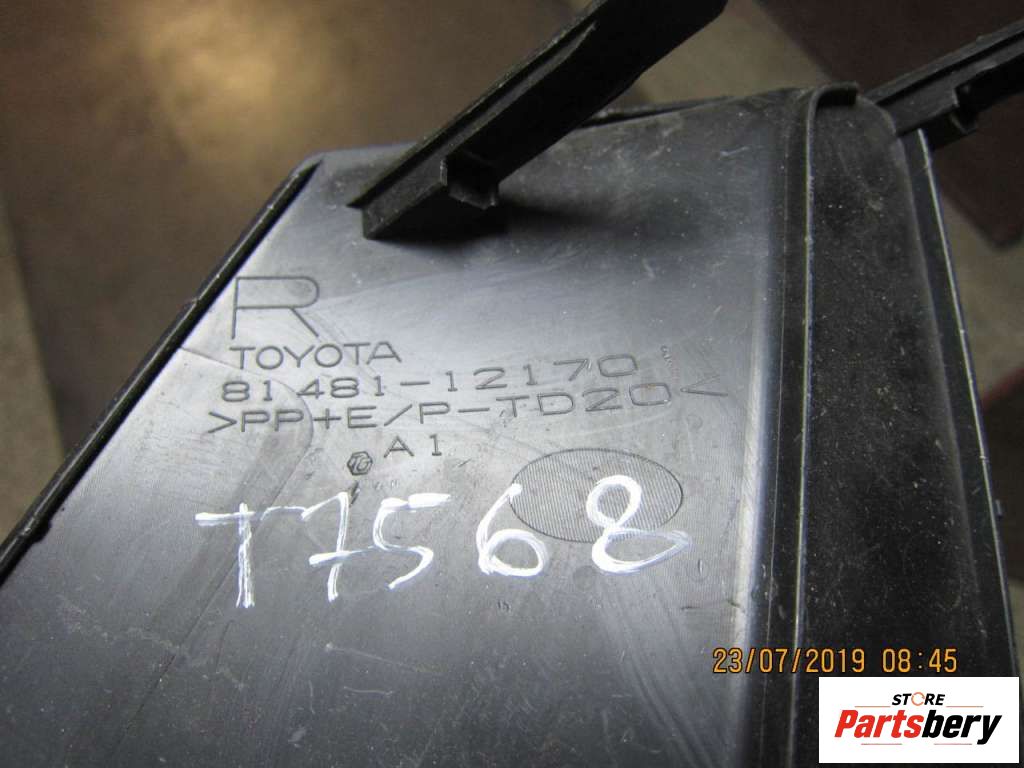 R
TOYOTA
81481-12170
>PP+E/P-TD20<
A1
T7568
23/07/2019 08:45
STORE
Partsbery